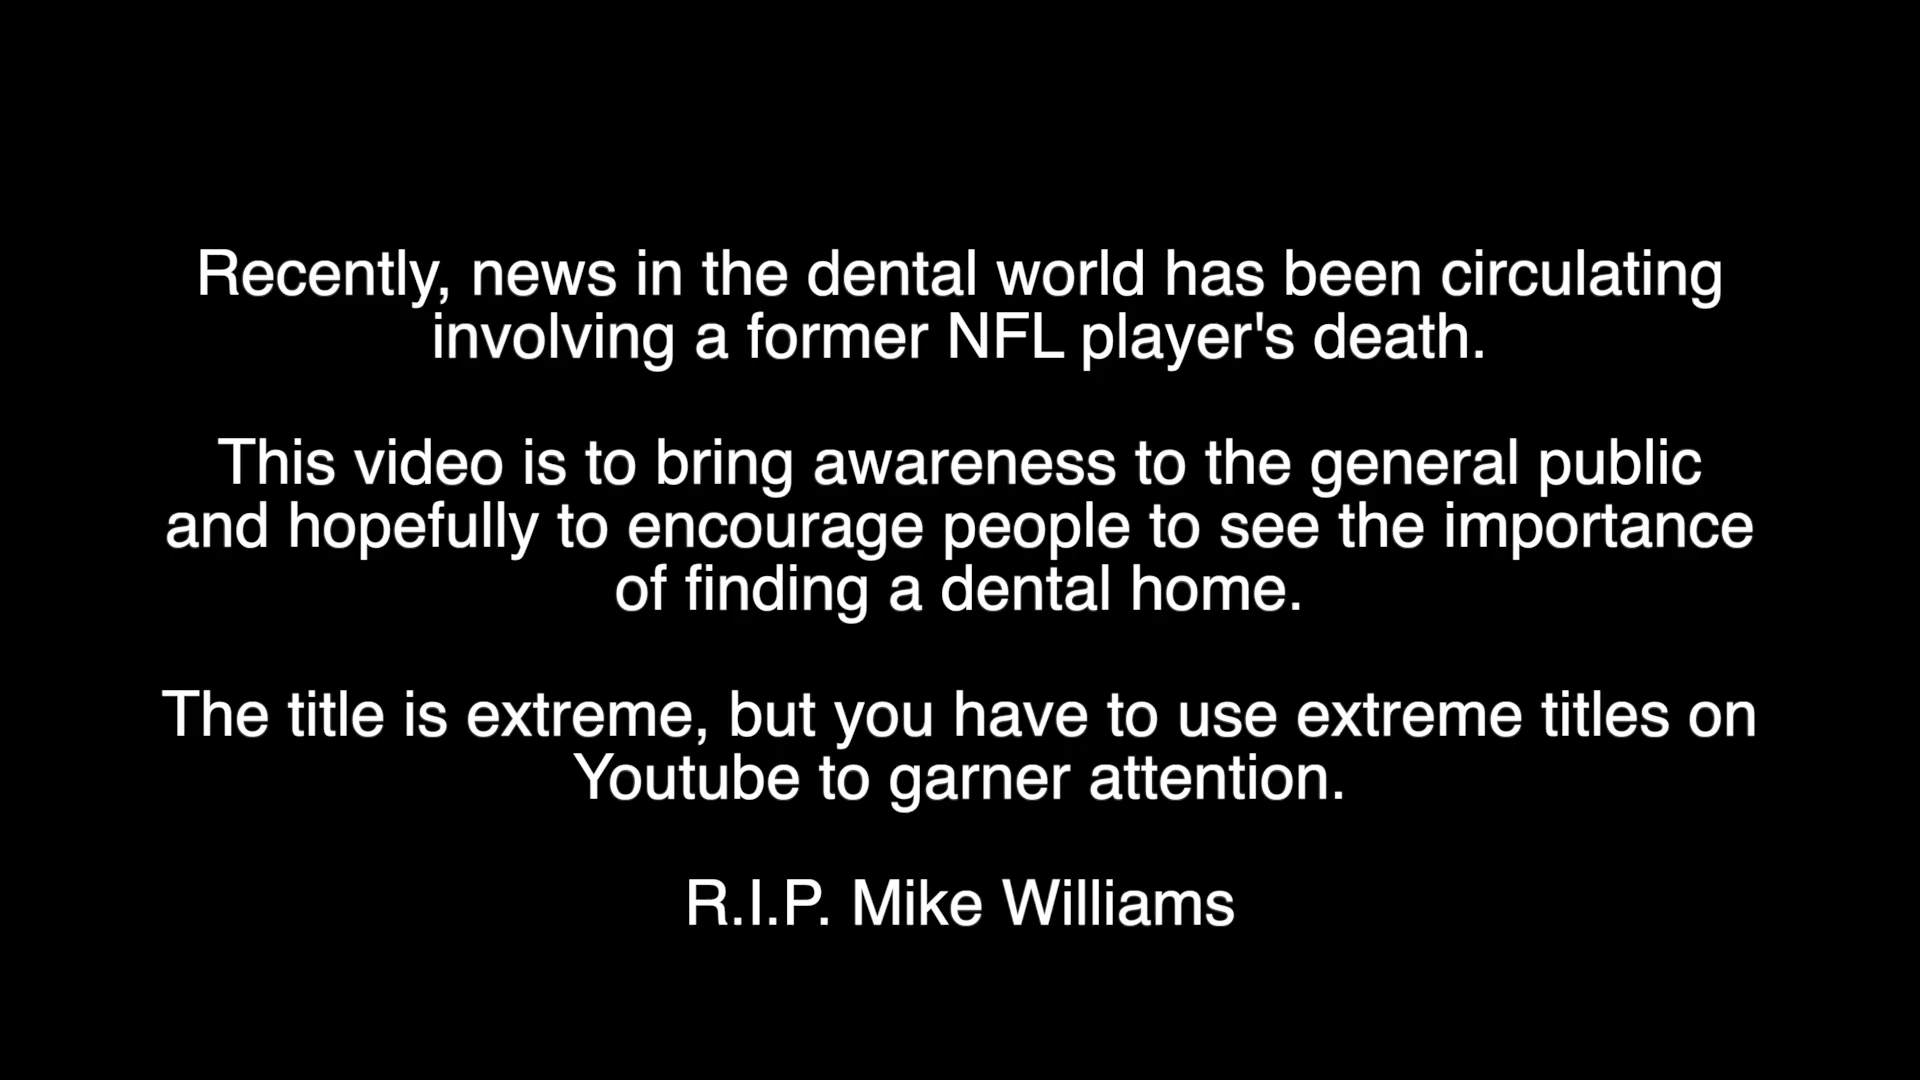 Recently, news in the dental world has been circulating
involving a former NFL player's death.
This video is to bring awareness to the general public
and hopefully to encourage people to see the importance
of finding a dental home.
The title is extreme, but you have to use extreme titles on
Youtube to garner attention.
R.I.P. Mike Williams